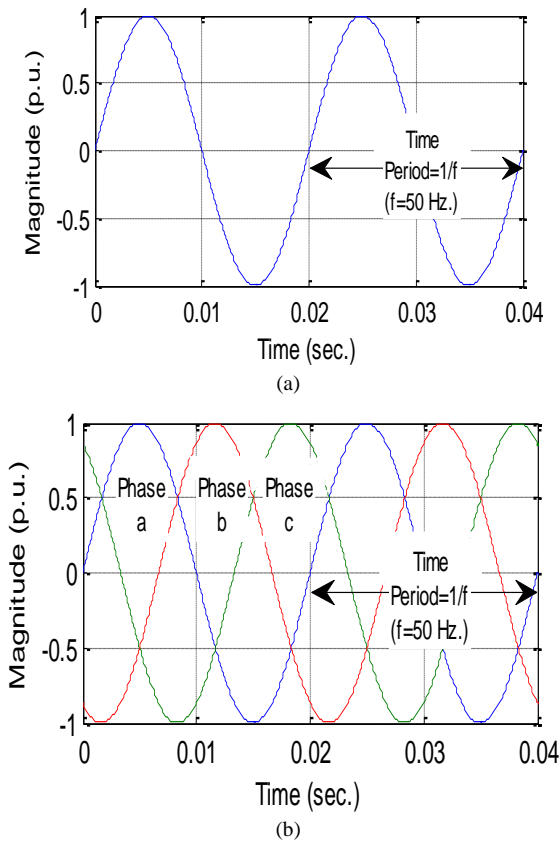 1
0.5
0
-0.5
-1
Magnitude (p.u.)
Time
Period=1/f
(f=50 Hz.)
0 0.01 0.02 0.03 0.04
Time (sec.)
(a)
1
0.5
0
-0.5
-1
Magnitude (p.u.)
Phase Phase Phase
a b c
Time
Period=1/f
(f=50 Hz.)
0 0.01 0.02 0.03 0.04
Time (sec.)
(b)